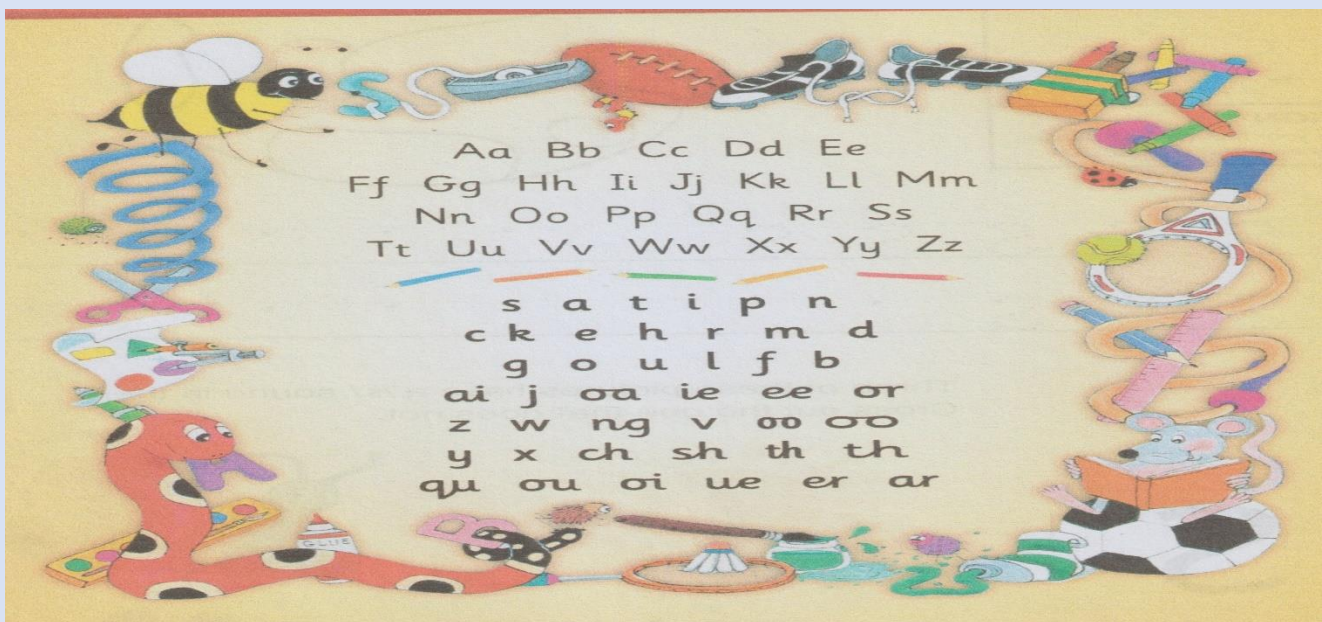 Aa Bb Cc Dd Ee
Ff Gg Hh Ii Jj Kk Ll Mm
Nn Oo Pp Qq Rr Ss
Tt Uu Vv Ww Xx Yy Zz
s a t i p n
c k e h r m d
g o u l f b
ai j oa ie ee or
z w ng v oo oo
y x ch sh th th
qu ou oi ue er ar
GLUE